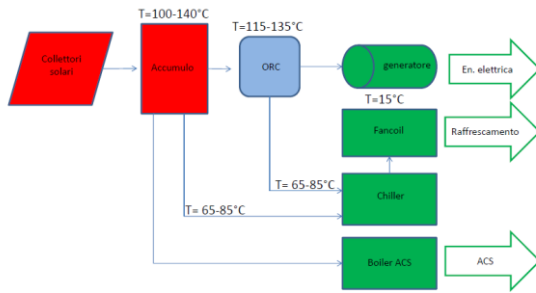 T=100-140°C
T=115-135°C
Collettori
solari
Accumulo
ORC
generatore
En. elettrica
T=15°C
Fancoil
Raffrescamento
T= 65-85°C
Chiller
T= 65-85°C
Boiler ACS
ACS